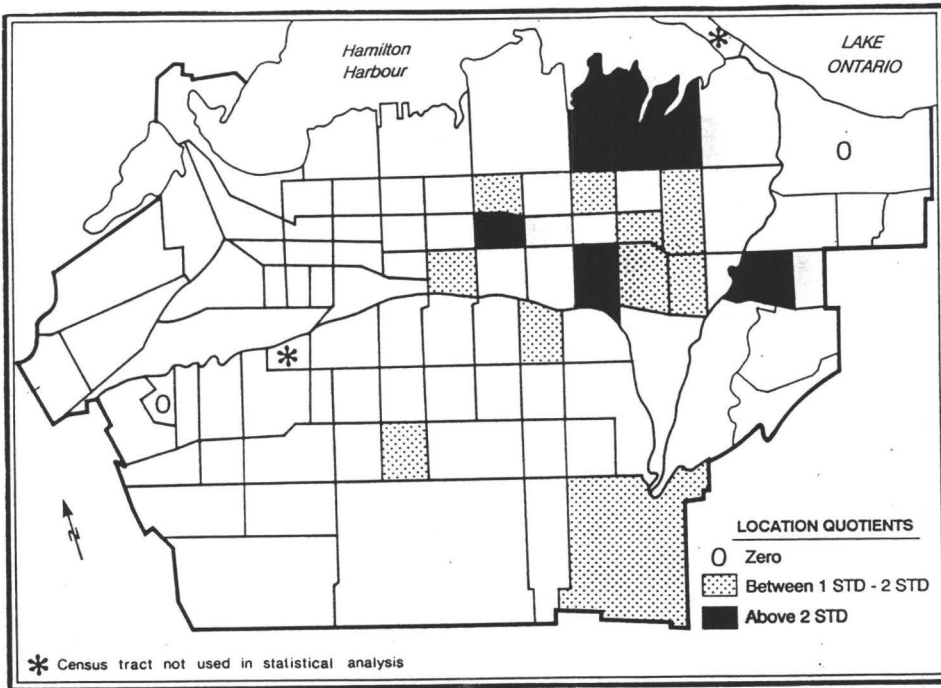 Hamilton
Harbour
LAKE
ONTARIO
*
O
*
O
N
LOCATION QUOTIENTS
O Zero
Between 1 STD - 2 STD
Above 2 STD
* Census tract not used in statistical analysis